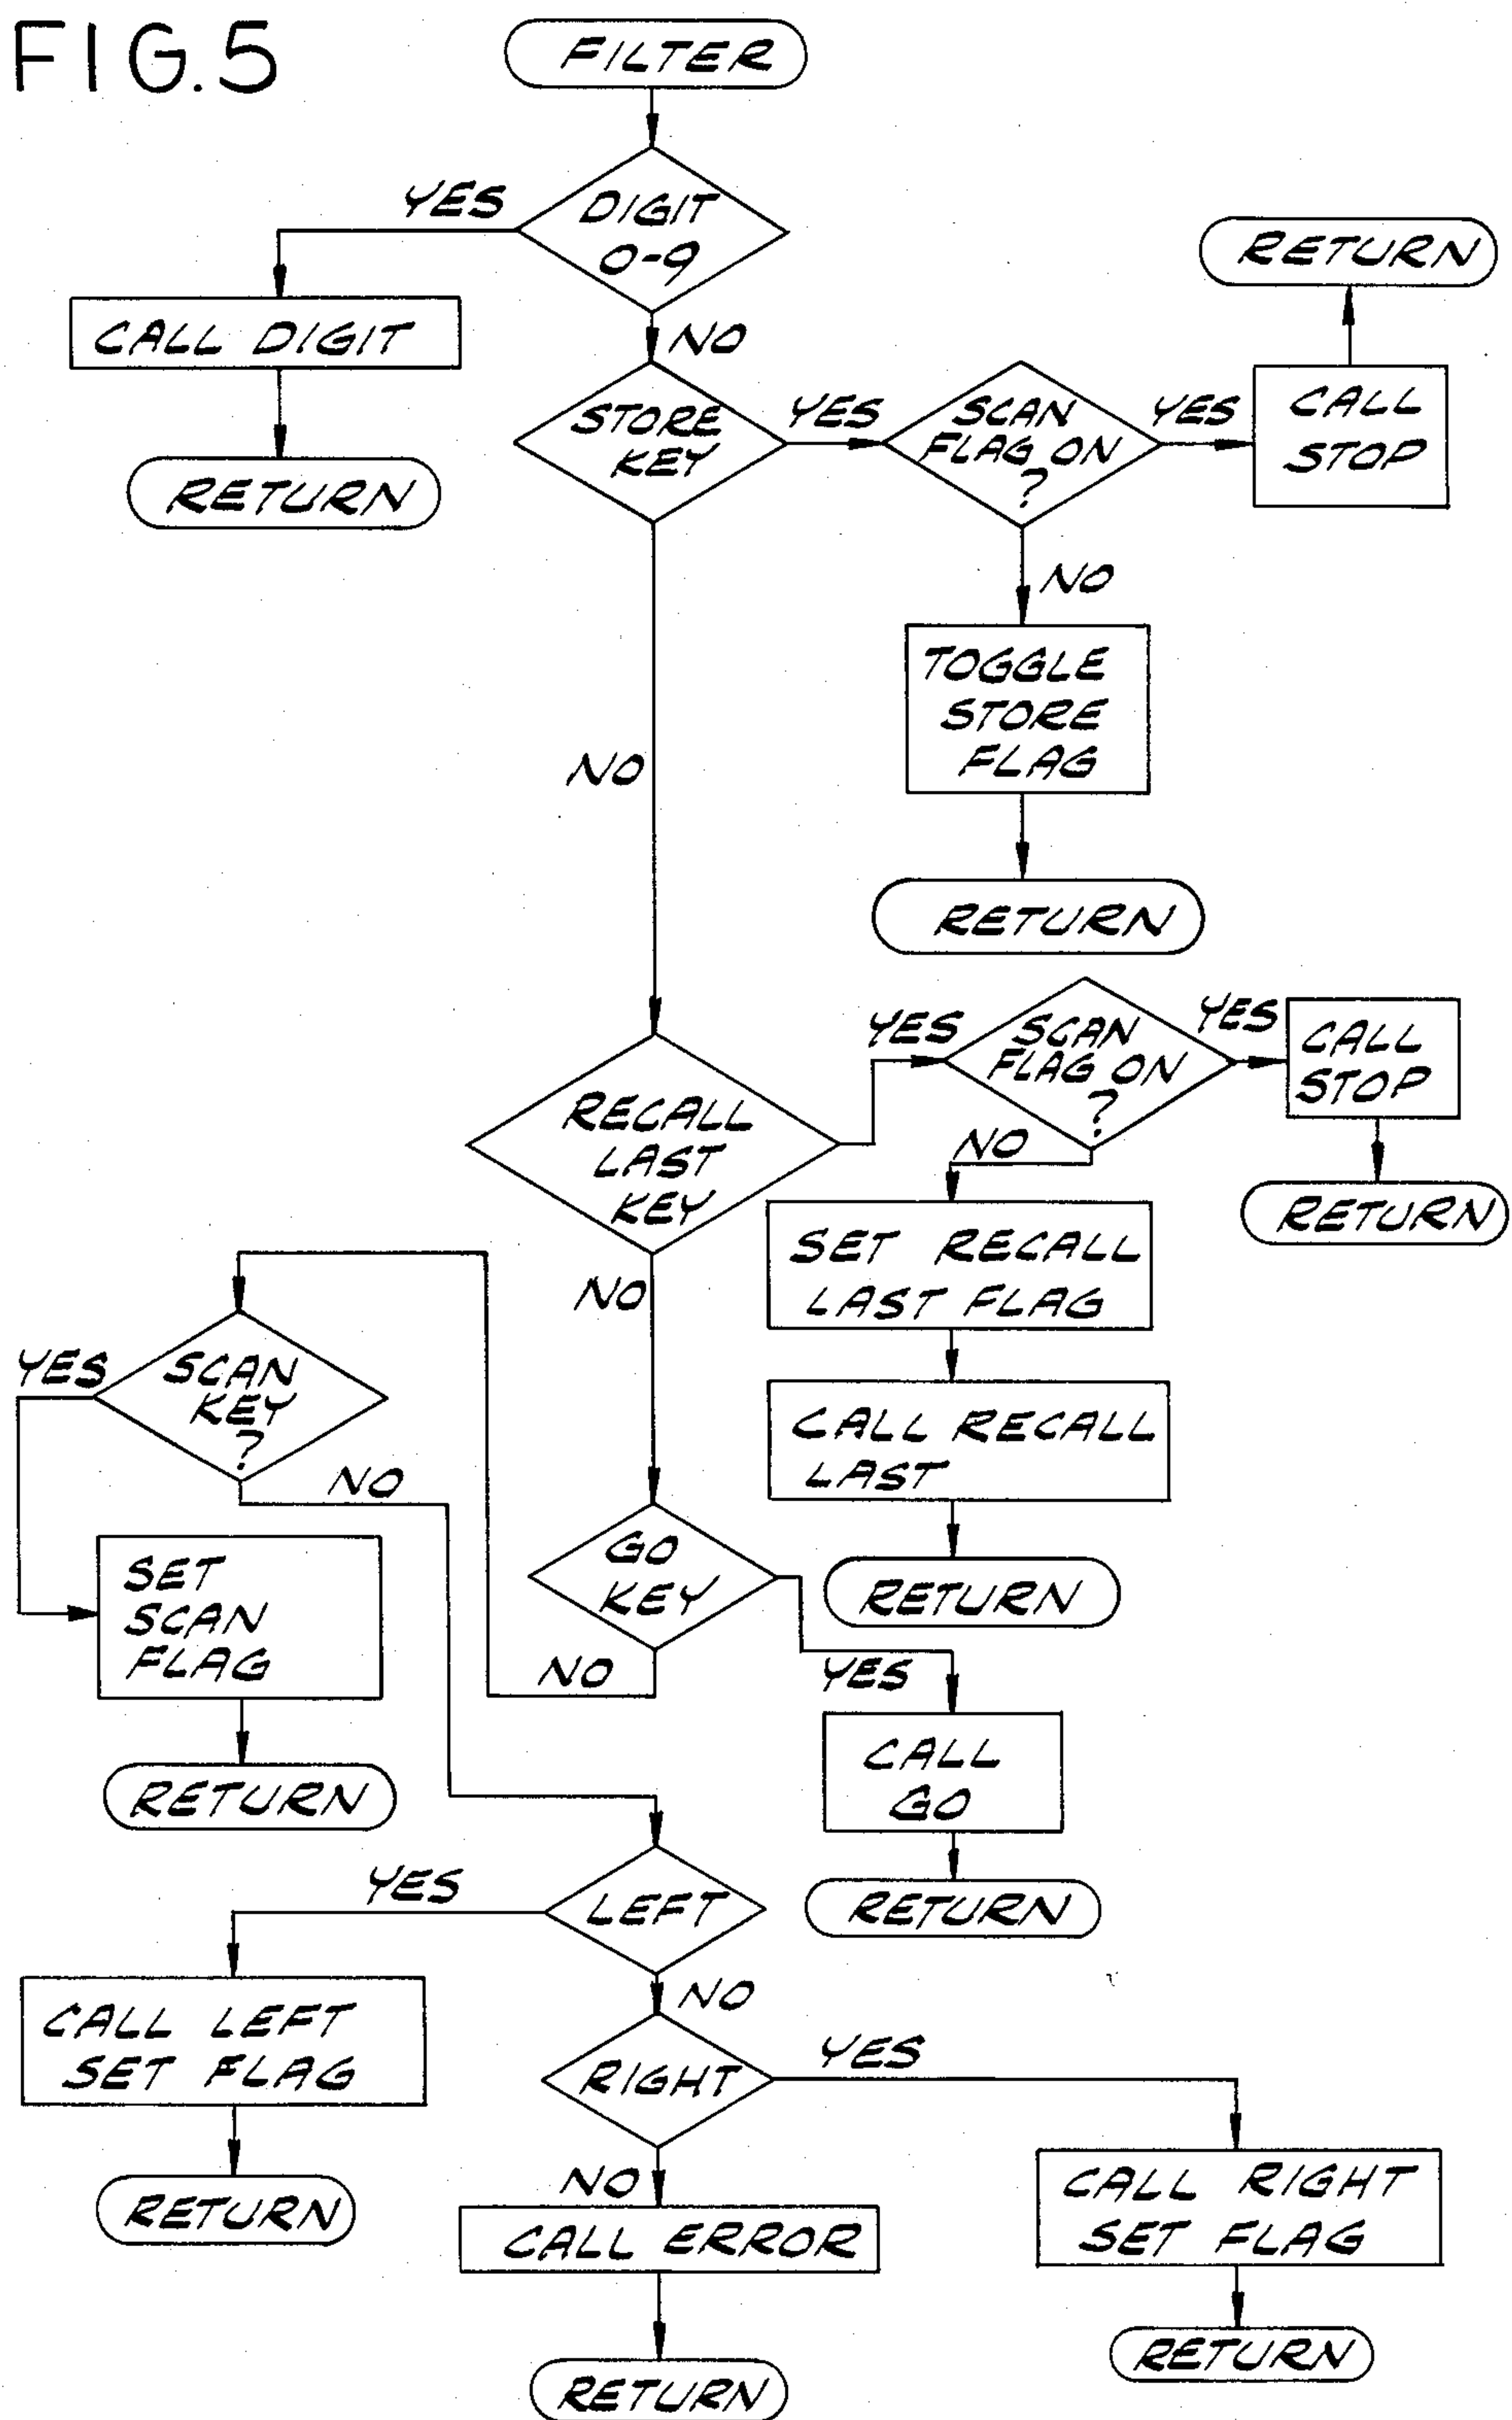 FIG.5
FILTER
YES
DIGIT
0-9
RETURN
CALL DIGIT
NO
RETURN
STORE
KEY
YES
SCAN
FLAG ON
?
YES
CALL
STOP
NO
TOGGLE
STORE
FLAG
NO
RETURN
RECALL
LAST
KEY
YES
SCAN
FLAG ON
?
YES
CALL
STOP
RETURN
NO
SET RECALL
LAST FLAG
CALL RECALL
LAST
RETURN
NO
SCAN
KEY
?
YES
NO
SET
SCAN
FLAG
RETURN
GO
KEY
NO
YES
CALL
GO
RETURN
LEFT
YES
CALL LEFT
SET FLAG
RETURN
NO
RIGHT
YES
CALL RIGHT
SET FLAG
RETURN
NO
CALL ERROR
RETURN